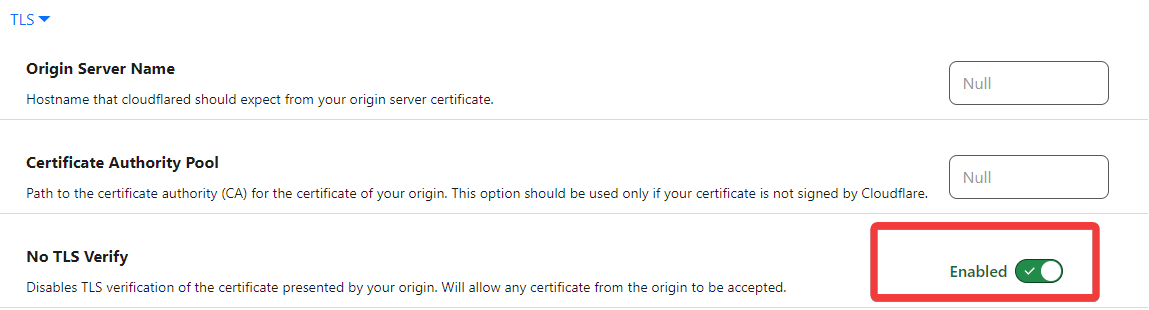 TLS
Origin Server Name
Hostname that cloudflared should expect from your origin server certificate.
Null
Certificate Authority Pool
Path to the certificate authority (CA) for the certificate of your origin. This option should be used only if your certificate is not signed by Cloudflare.
Null
No TLS Verify
Disables TLS verification of the certificate presented by your origin. Will allow any certificate from the origin to be accepted.
Enabled